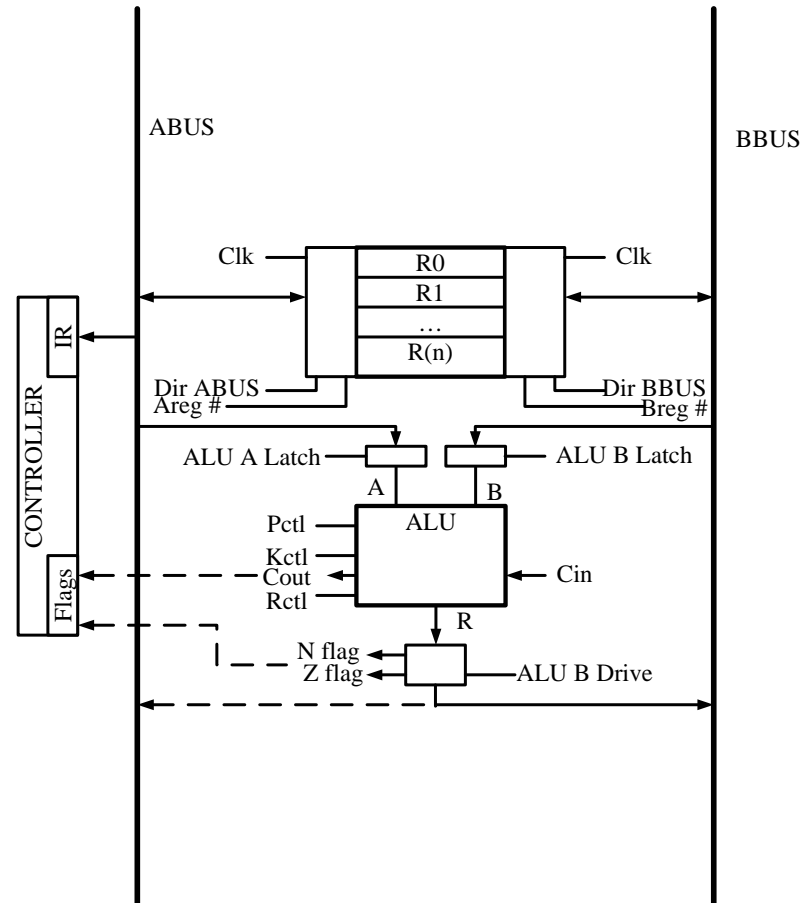 ABUS
BBUS
Clk
Clk
R0
R1
…
R(n)
IR
CONTROLLER
Flags
Dir ABUS
Areg #
Dir BBUS
Breg #
ALU A Latch
ALU B Latch
A
B
ALU
Pctl
Kctl
Cout
Rctl
Cin
R
N flag
Z flag
ALU B Drive